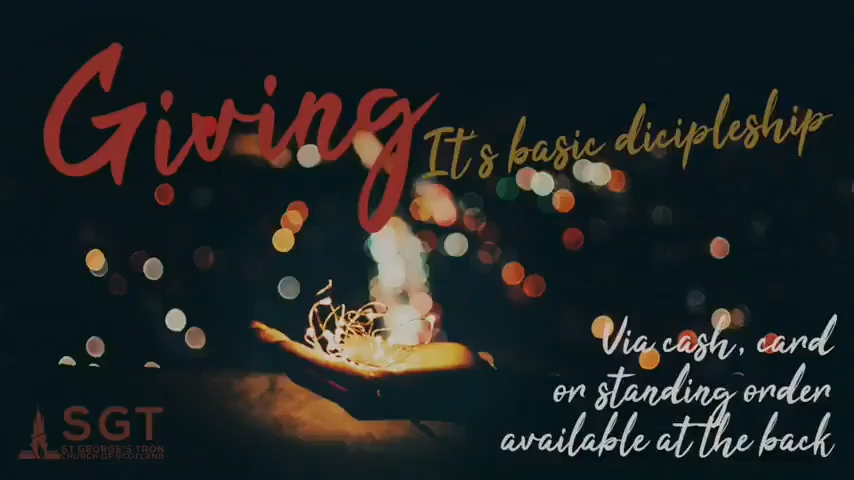 Giving
It's basic dicipleship
Via cash, card
or standing order
available at the back
SGT
ST GEORGE'S TRON
CHURCH OF SCOTLAND